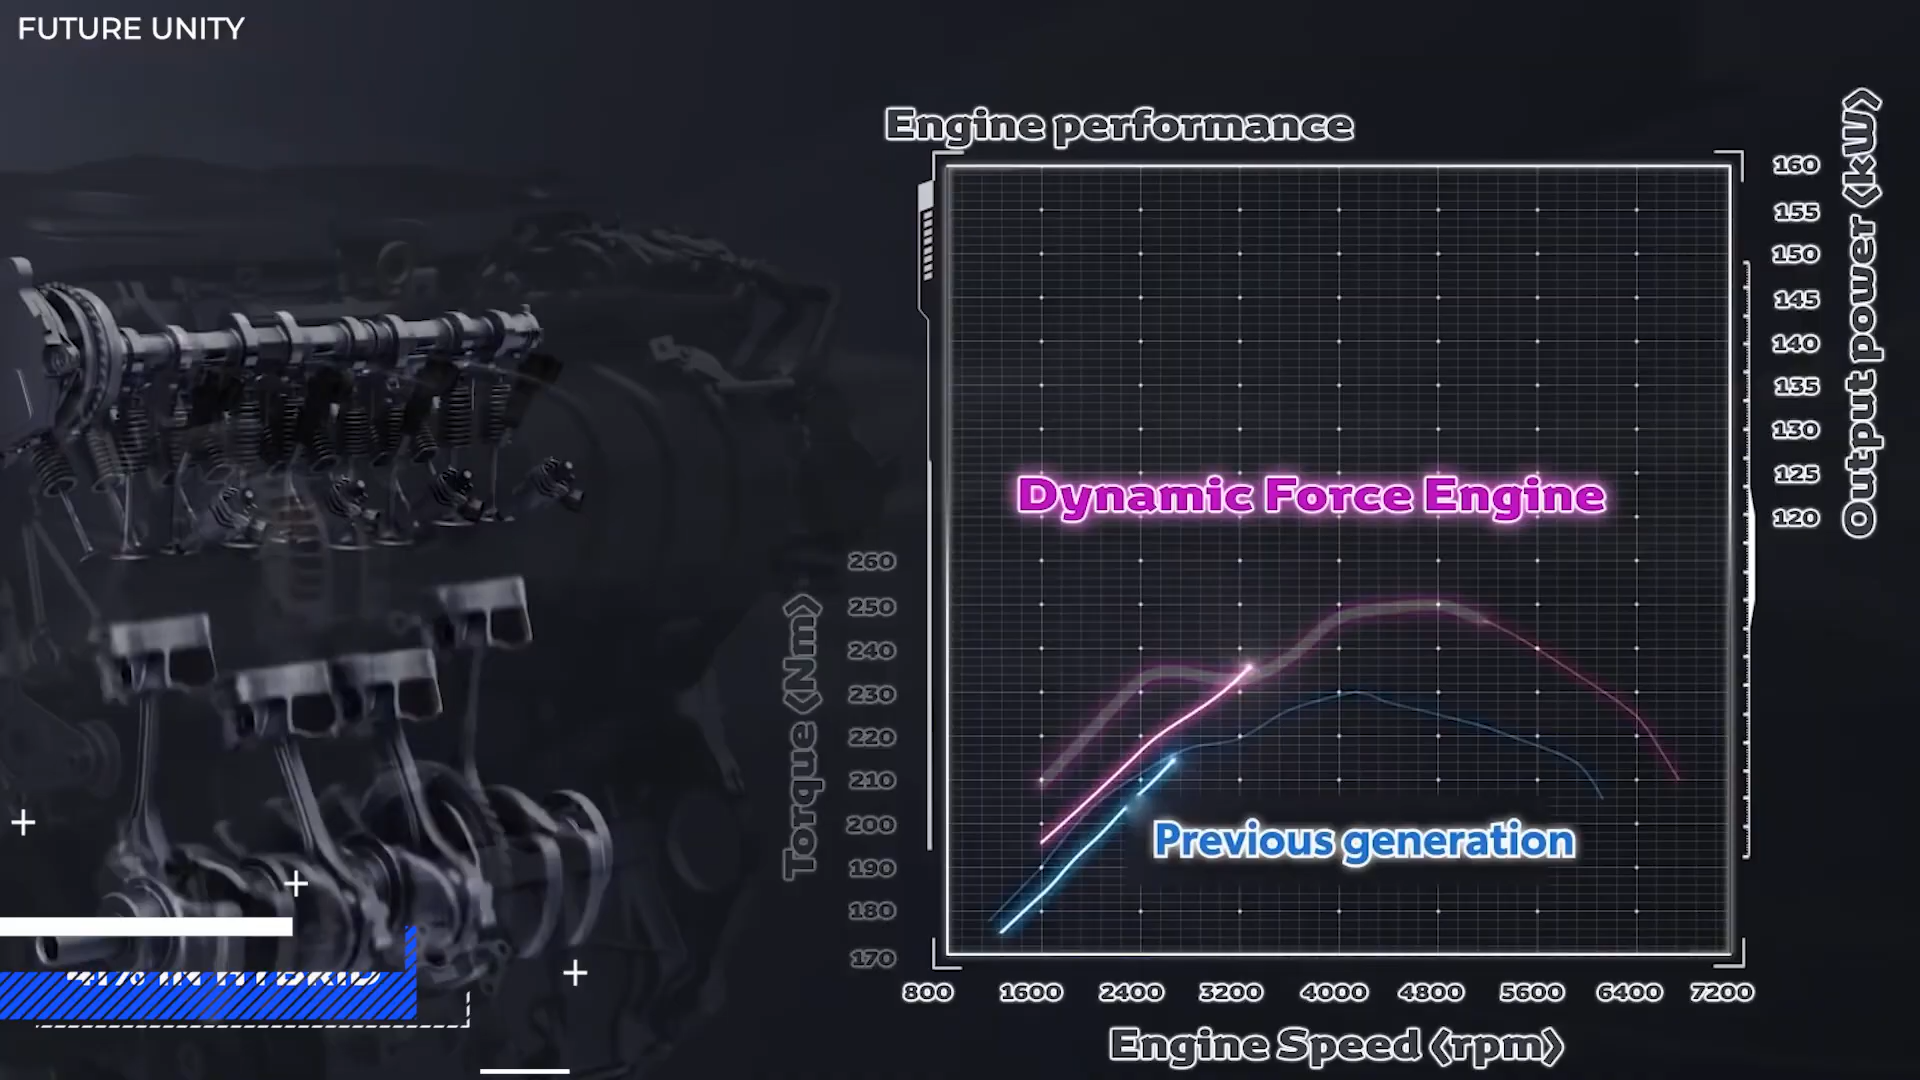 FUTURE UNITY
Engine performance
Output power (kW)
160
155
150
145
140
135
130
125
120
Dynamic Force Engine
Torque (Nm)
260
250
240
230
220
210
200
190
180
170
Previous generation
800 1600 2400 3200 4000 4800 5600 6400 7200
Engine Speed (rpm)